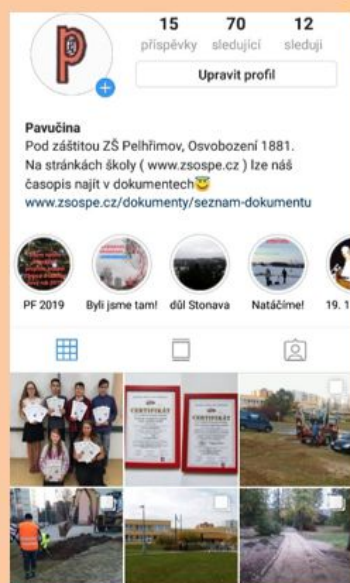 15 70 12
příspěvky sledující sleduji
Upravit profil
Pavučina
Pod záštitou ZŠ Pelhřimov, Osvobození 1881.
Na stránkách školy ( www.zsospe.cz ) lze náš
časopis najít v dokumentech
www.zsospe.cz/dokumenty/seznam-dokumentu
PF 2019 Byli jsme tam! důl Stonava Natáčíme! 19. 1
CERTIFIKÁT CERTIFIKÁT